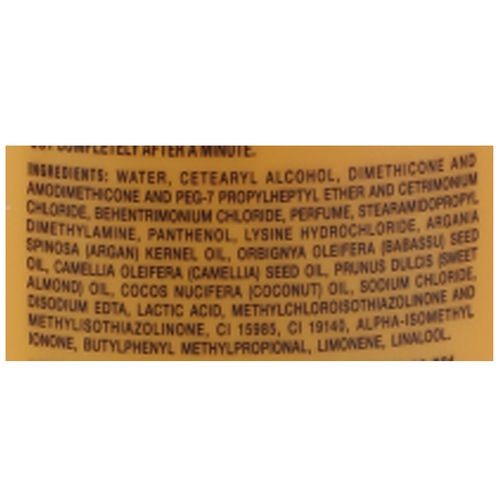 OUT COMPLETELY AFTER A MINUTE.
INGREDIENTS: WATER, CETEARYL ALCOHOL, DIMETHICONE AND
AMODIMETHICONE AND PEG-7 PROPYLHEPTYL ETHER AND CETRIMONIUM
CHLORIDE, BEHENTRIMONIUM CHLORIDE, PERFUME, STEARAMIDOPROPYL
DIMETHYLAMINE, PANTHENOL, LYSINE HYDROCHLORIDE, ARGANIA
SPINOSA (ARGAN) KERNEL OIL, ORBIGNYA OLEIFERA (BABASSU) SEED
OIL, CAMELLIA OLEIFERA (CAMELLIA) SEED OIL, PRUNUS DULCIS (SWEET
ALMOND) OIL, COCOS NUCIFERA (COCONUT) OIL, SODIUM CHLORIDE,
DISODIUM EDTA, LACTIC ACID, METHYLCHLOROISOTHIAZOLINONE AND
METHYLISOTHIAZOLINONE, CI 15985, CI 19140, ALPHA-ISOMETHYL
IONONE, BUTYLPHENYL METHYLPROPIONAL, LIMONENE, LINALOOL.